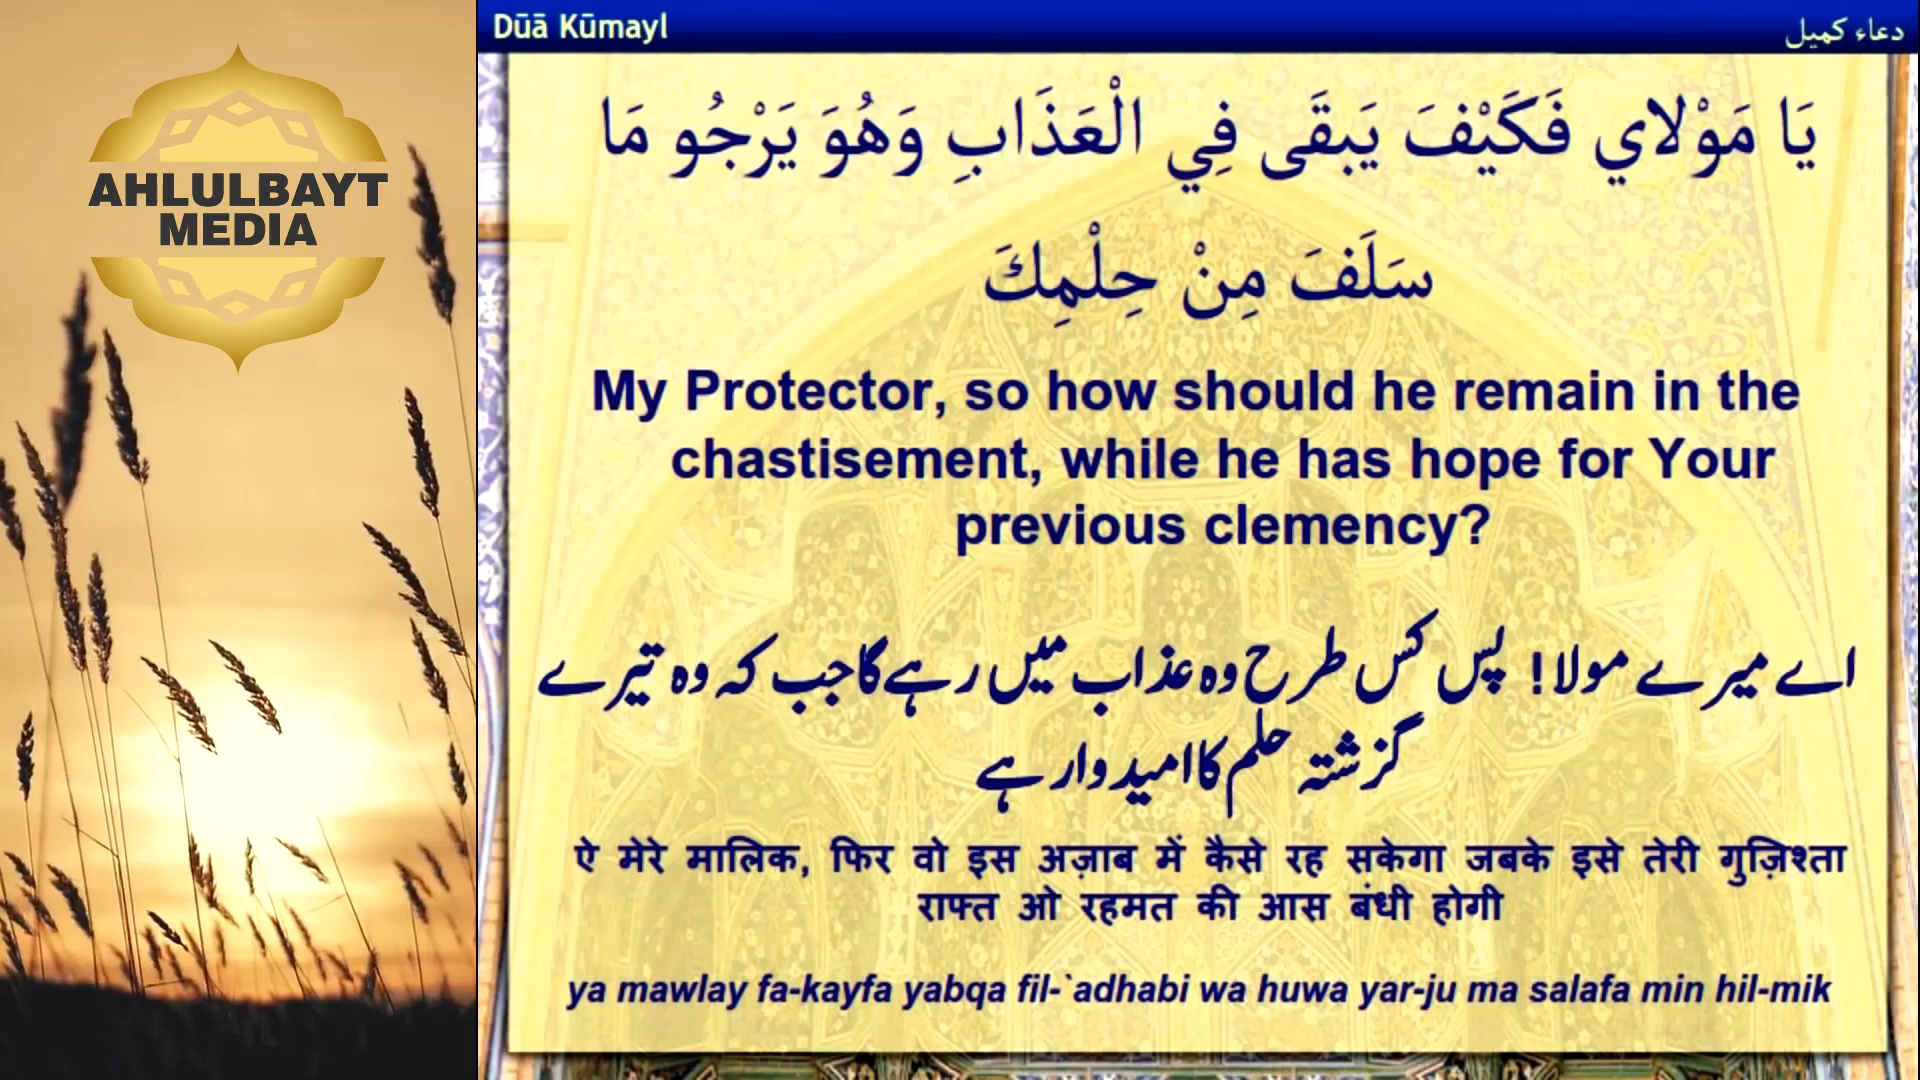 AHLULBAYT
MEDIA
Dūā Kūmayl
دعاء كميل
يَا مَوْلاي فَكَيْفَ يَبقَى فِي الْعَذَابِ وَهُوَ يَرْجُو مَا
سَلَفَ مِنْ حِلْمِكَ
My Protector, so how should he remain in the
chastisement, while he has hope for Your
previous clemency?
اے میرے مولا! پس کس طرح وہ عذاب میں رہے گا جب کہ وہ تیرے
گزشتہ حلم کا امیدوار ہے
ऐ मेरे मालिक, फिर वो इस अज़ाब में कैसे रह सकेगा जबके इसे तेरी गुज़िश्ता
राफ्त ओ रहमत की आस बंधी होगी
ya mawlay fa-kayfa yabqa fil-`adhabi wa huwa yar-ju ma salafa min hil-mik